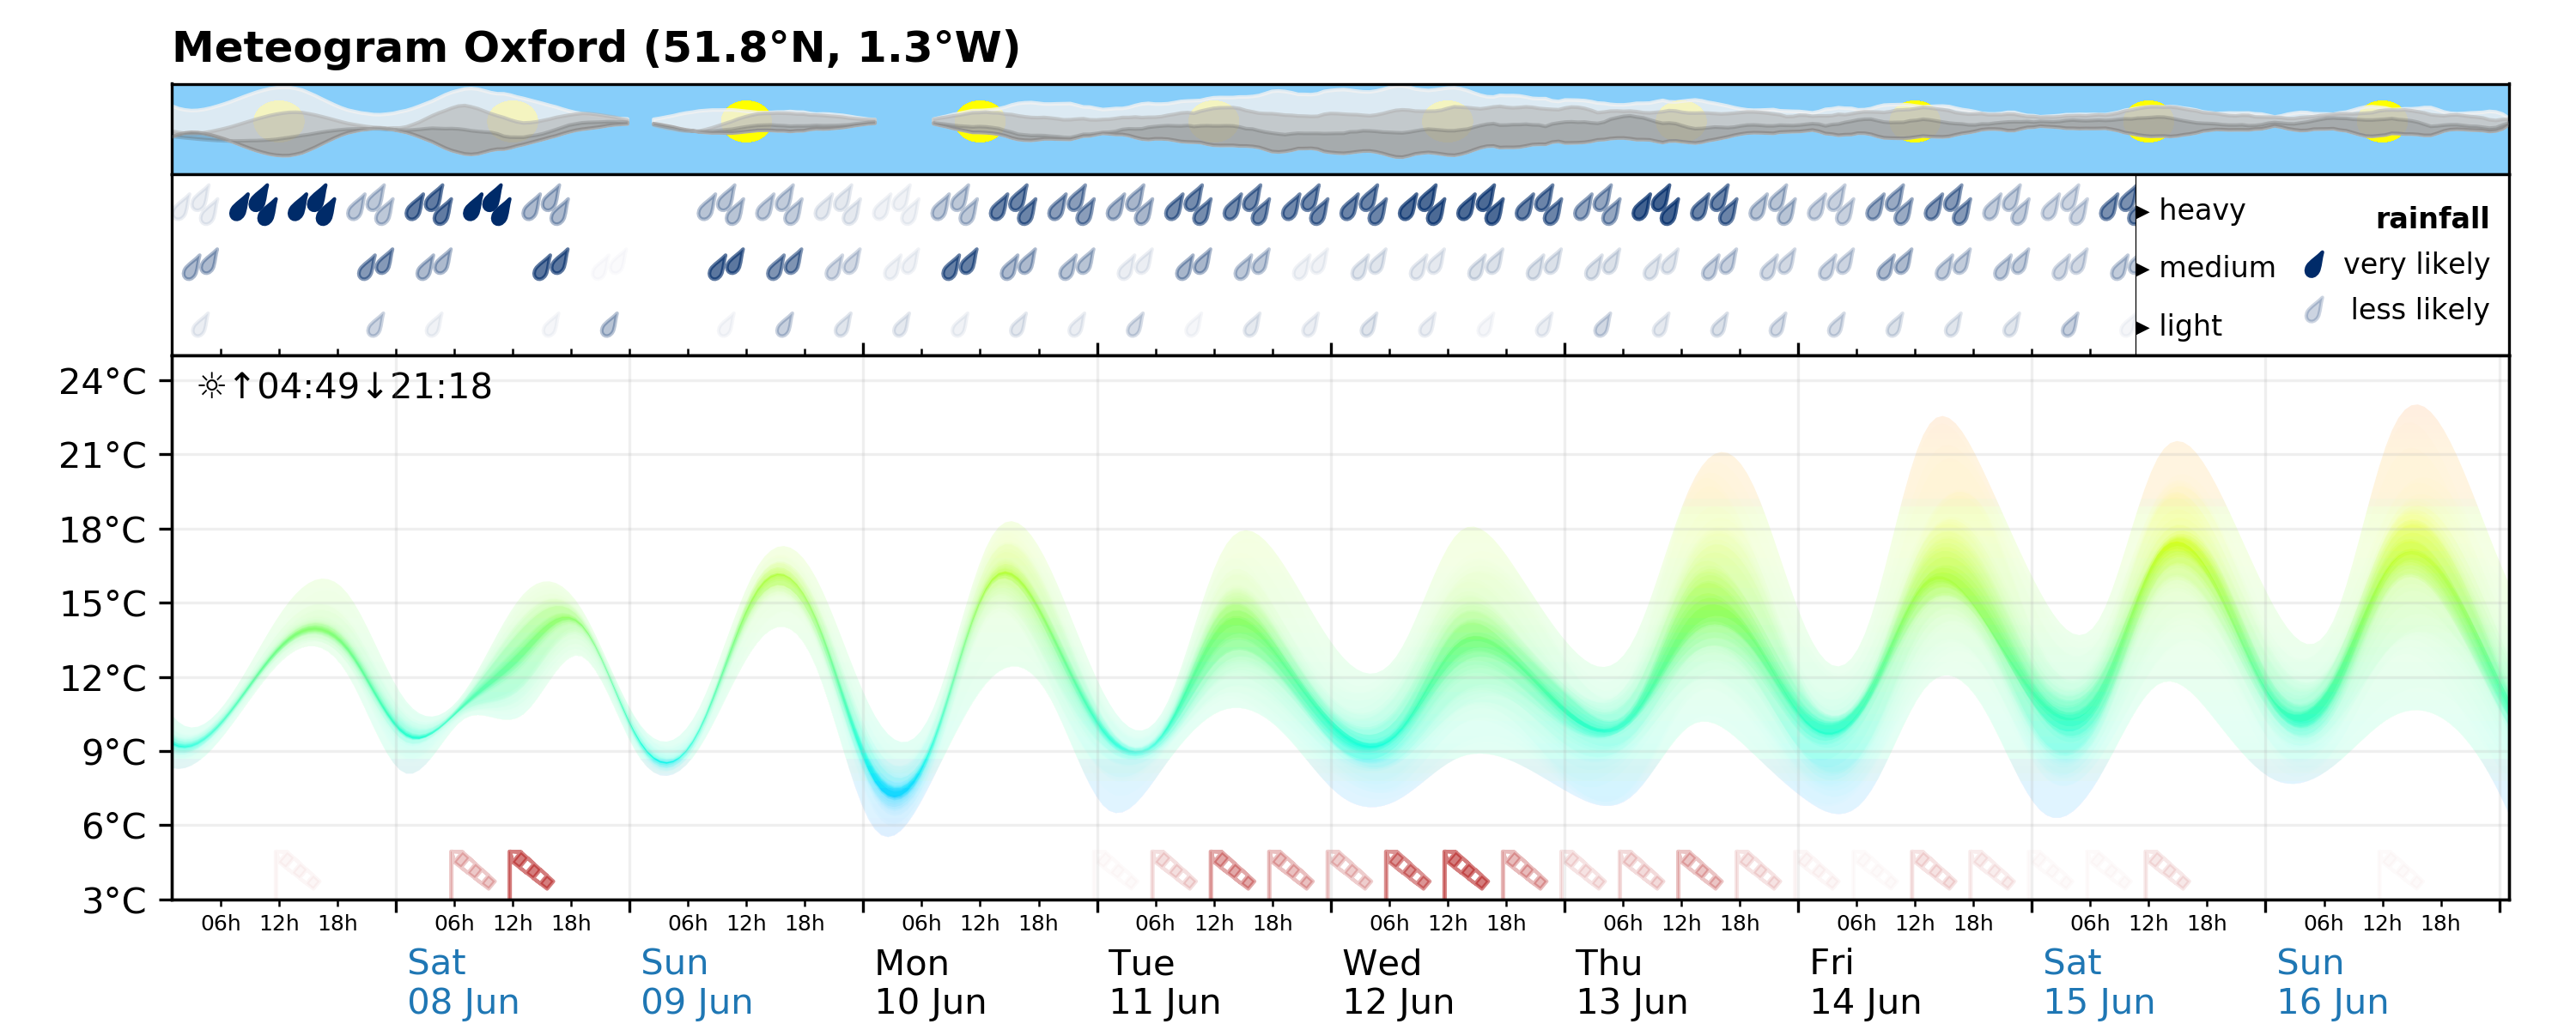 Meteogram Oxford (51.8°N, 1.3°W)
▸ heavy
rainfall
▸ medium
very likely
▸ light
less likely
24°C
☼↑04:49↓21:18
21°C
18°C
15°C
12°C
9°C
6°C
3°C
06h 12h 18h 06h 12h 18h 06h 12h 18h 06h 12h 18h 06h 12h 18h 06h 12h 18h 06h 12h 18h 06h 12h 18h 06h 12h 18h 06h 12h 18h
Sat Sun Mon Tue Wed Thu Fri Sat Sun
08 Jun 09 Jun 10 Jun 11 Jun 12 Jun 13 Jun 14 Jun 15 Jun 16 Jun